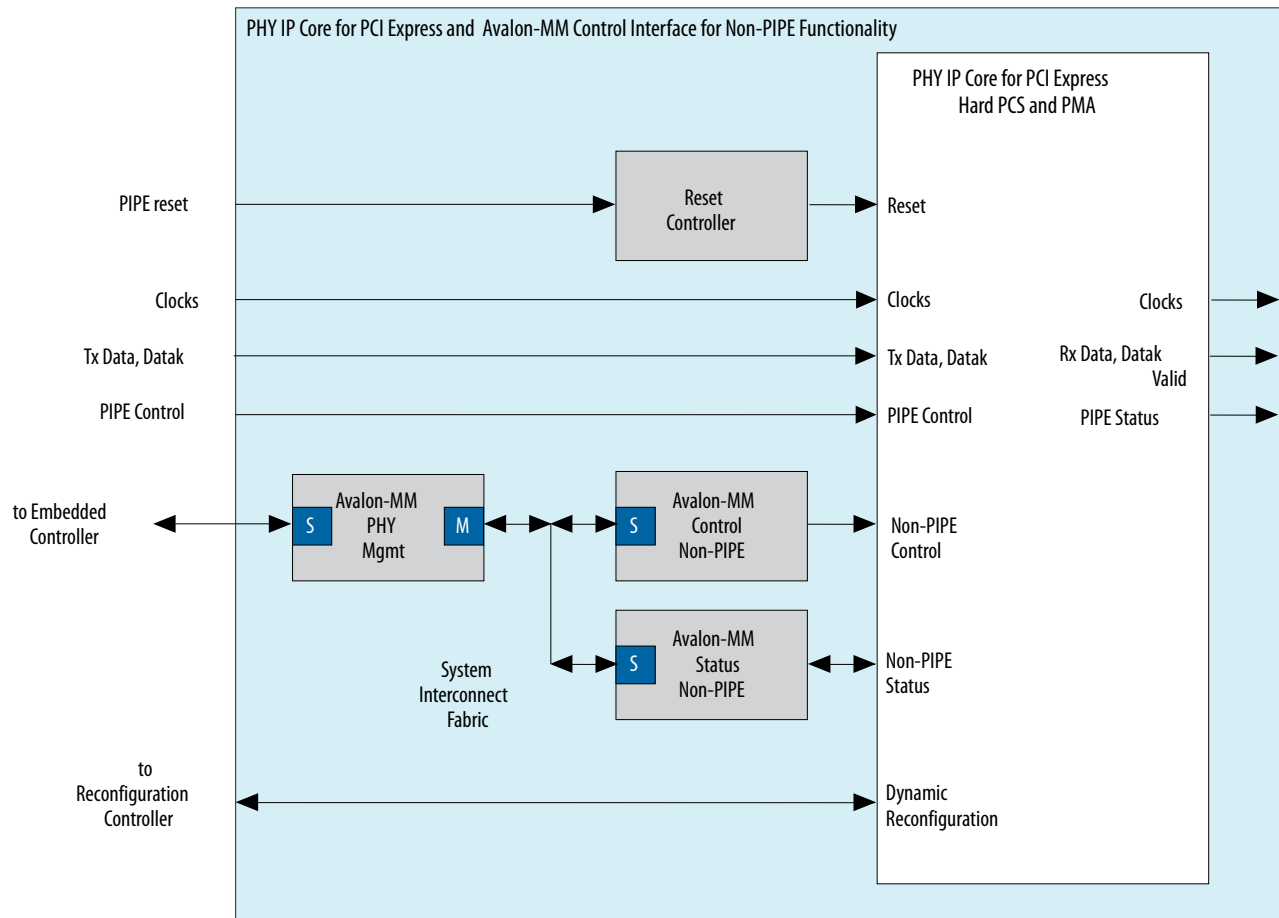 PHY IP Core for PCI Express and Avalon-MM Control Interface for Non-PIPE Functionality
PHY IP Core for PCI Express
Hard PCS and PMA
PIPE reset
Reset
Controller
Reset
Clocks
Clocks
Clocks
Tx Data, Datak
Tx Data, Datak
Rx Data, Datak
Valid
PIPE Control
PIPE Control
PIPE Status
to Embedded
Controller
S
Avalon-MM
PHY
Mgmt
M
S
Avalon-MM
Control
Non-PIPE
Non-PIPE
Control
S
Avalon-MM
Status
Non-PIPE
Non-PIPE
Status
System
Interconnect
Fabric
to
Reconfiguration
Controller
Dynamic
Reconfiguration